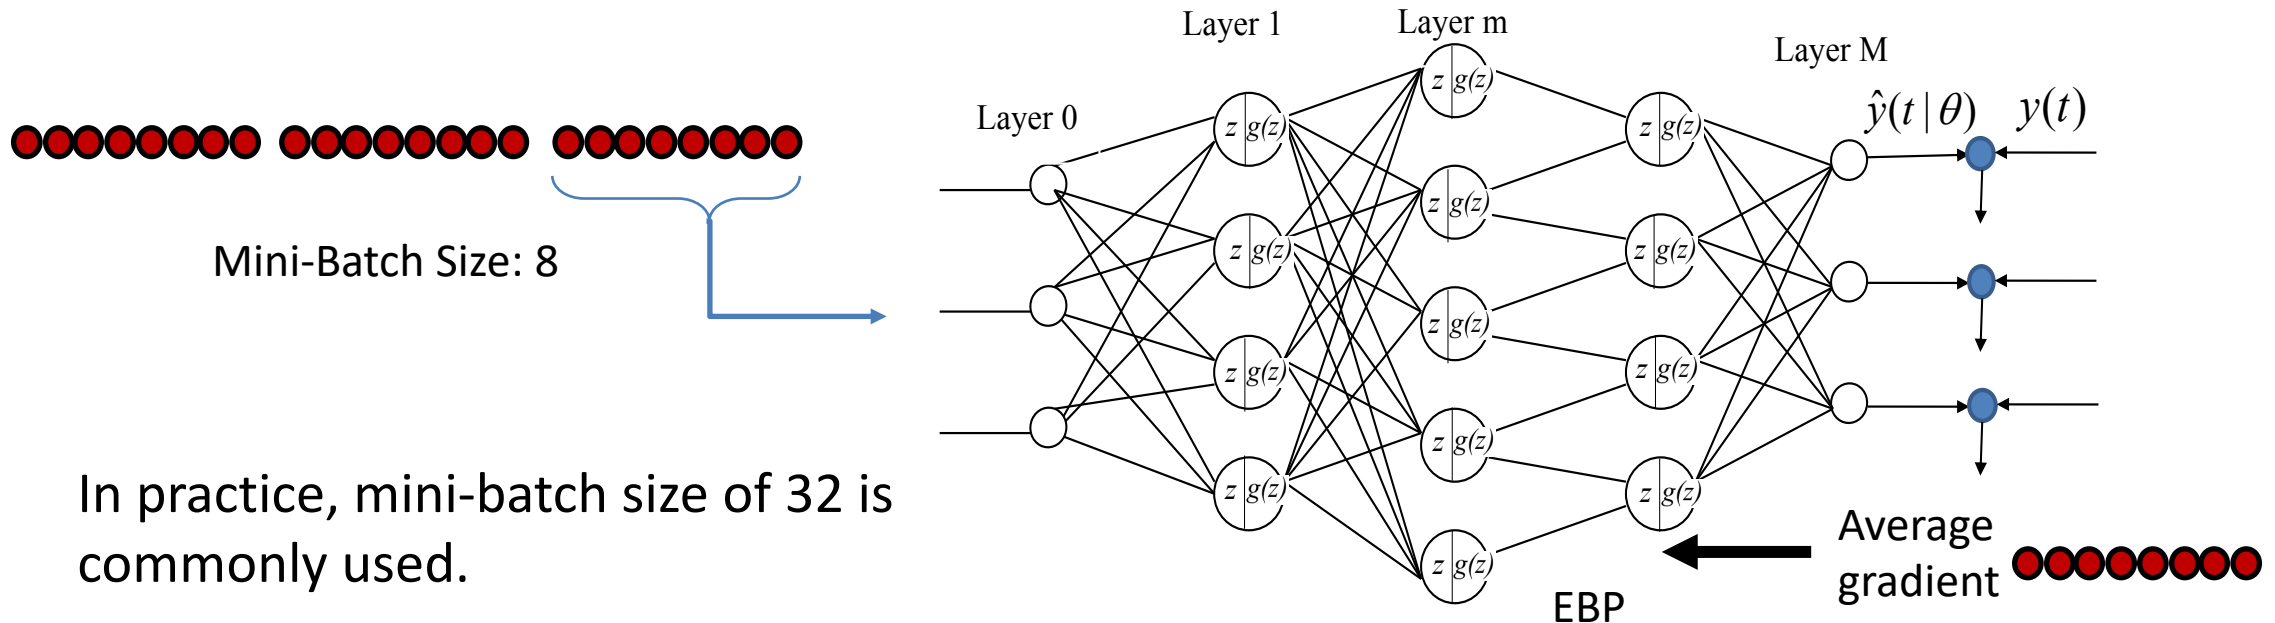 Layer 0
Layer 1
Layer m
Layer M
ŷ(t | θ)
y(t)
z g(z)
z g(z)
z g(z)
z g(z)
z g(z)
z g(z)
z g(z)
z g(z)
z g(z)
z g(z)
z g(z)
z g(z)
z g(z)
Mini-Batch Size: 8
In practice, mini-batch size of 32 is
commonly used.
Average
gradient
EBP